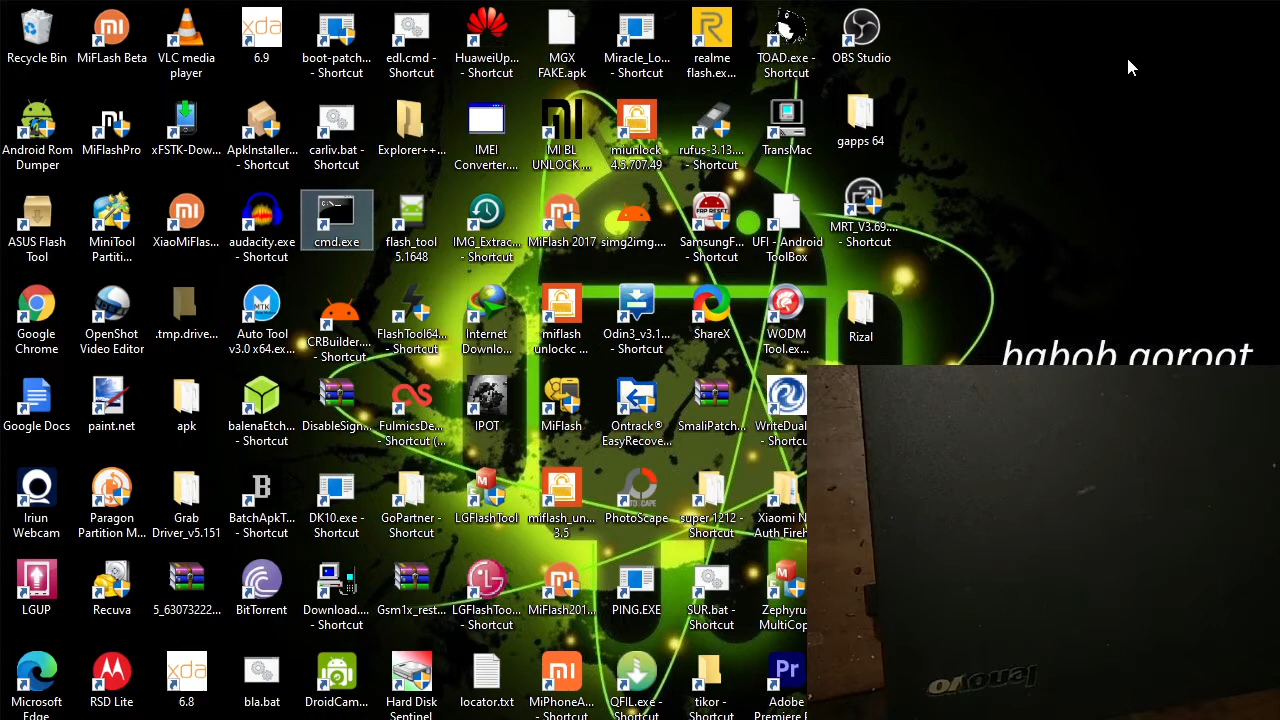 Recycle Bin
MiFlash Beta
VLC media
player
6.9
boot-patch...
- Shortcut
edl.cmd -
Shortcut
HuaweiUp...
- Shortcut
MGX
FAKE.apk
Miracle_Lo...
- Shortcut
realme
flash.ex...
TOAD.exe -
Shortcut
OBS Studio
Android Rom
Dumper
MiFlashPro
xFSTK-Dow...
ApkInstaller...
- Shortcut
carliv.bat -
Shortcut
Explorer++...
IMEI
Converter....
MI BL
UNLOCK ...
miunlock
4.5.707.49
rufus-3.13....
- Shortcut
TransMac
gapps 64
ASUS Flash
Tool
MiniTool
Partiti...
XiaoMiFlas...
audacity.exe
- Shortcut
cmd.exe
flash_tool
5.1648
IMG_Extrac...
- Shortcut
MiFlash 2017
simg2img....
SamsungF...
- Shortcut
UFI - Android
ToolBox
MRT_V3.69....
- Shortcut
Google
Chrome
OpenShot
Video Editor
.tmp.drive...
Auto Tool
v3.0 x64.ex...
CRBuilder....
- Shortcut
FlashTool64...
- Shortcut
Internet
Downlo...
miflash
unlockc ...
Odin3_v3.1...
- Shortcut
ShareX
WODM
Tool.ex...
Rizal
bahob goroot
Google Docs
paint.net
apk
balenaEtch...
- Shortcut
DisableSign...
FulmicsDe...
- Shortcut (...
IPOT
MiFlash
Ontrack®
EasyRecove...
SmaliPatch...
WriteDual
- Shortcu
Iriun
Webcam
Paragon
Partition M...
Grab
Driver_v5.151
BatchApkT...
- Shortcut
DK10.exe -
Shortcut
GoPartner -
Shortcut
LGFlashTool
miflash_un...
3.5
PhotoScape
super 1212 -
Shortcut
Xiaomi N
Auth Fireh
LGUP
Recuva
5_63073222...
BitTorrent
Download....
- Shortcut
Gsm1x_rest...
LGFlashToo...
- Shortcut
MiFlash201...
- Shortcut
PING.EXE
SUR.bat -
Shortcut
Zephyrus
MultiCop
Microsoft
Edge
RSD Lite
6.8
bla.bat
DroidCam...
Hard Disk
Sentinel
locator.txt
MiPhoneA...
- Shortcut
QFIL.exe -
Shortcut
tikor -
Shortcut
Adobe
Premiere P
lenovo